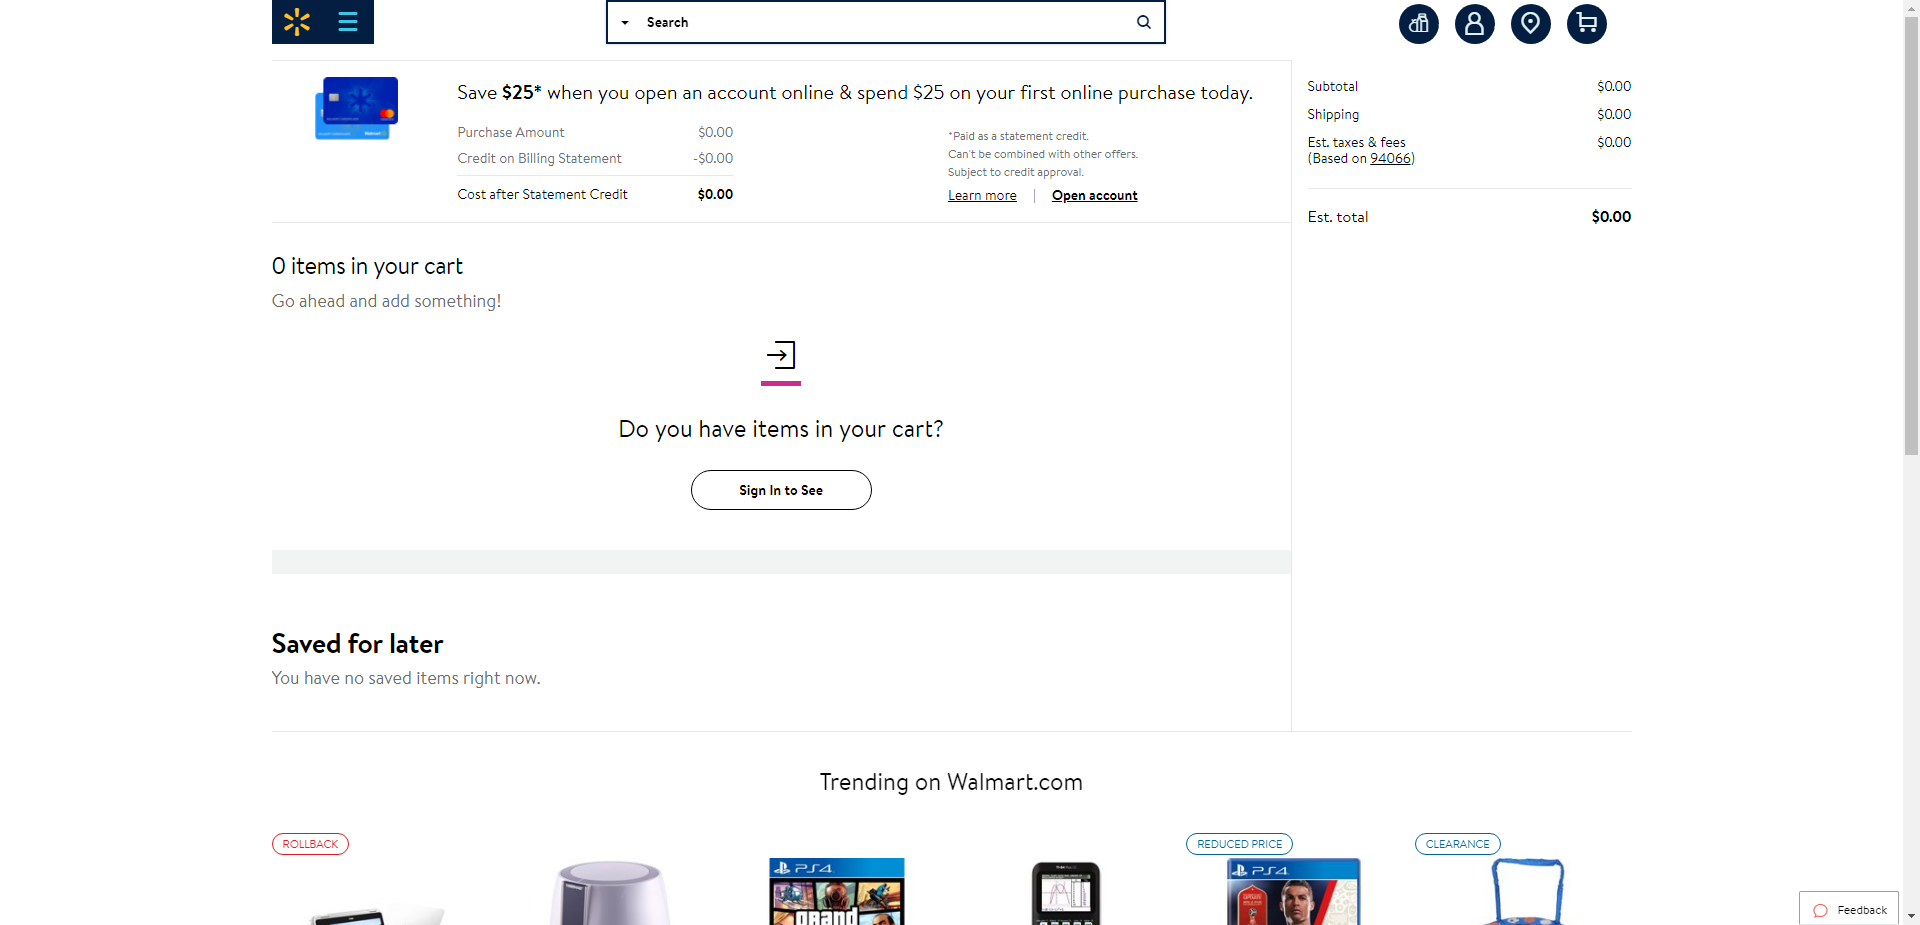 Search
Save $25* when you open an account online & spend $25 on your first online purchase today.
Purchase Amount $0.00
Credit on Billing Statement -$0.00
Cost after Statement Credit $0.00
*Paid as a statement credit.
Can't be combined with other offers.
Subject to credit approval.
Learn more | Open account
Subtotal $0.00
Shipping $0.00
Est. taxes & fees $0.00
(Based on 94066)
Est. total $0.00
0 items in your cart
Go ahead and add something!
Do you have items in your cart?
Sign In to See
Saved for later
You have no saved items right now.
Trending on Walmart.com
ROLLBACK
REDUCED PRICE
CLEARANCE
PS4
PS4
Feedback